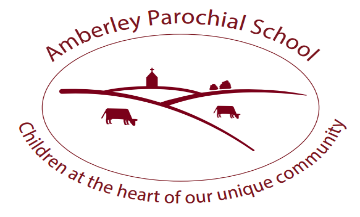 Amberley Parochial School
Children at the heart of our unique community